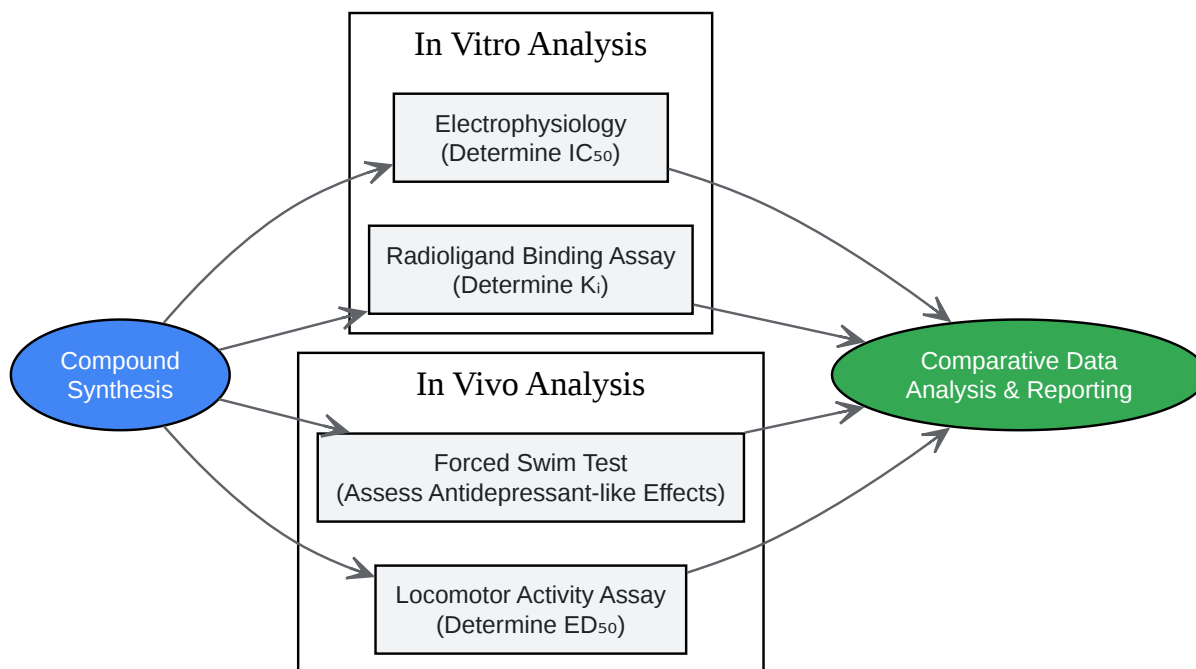 In Vitro Analysis
Electrophysiology
(Determine IC₅₀)
Radioligand Binding Assay
(Determine Kᵢ)
Compound
Synthesis
Comparative Data
Analysis & Reporting
In Vivo Analysis
Forced Swim Test
(Assess Antidepressant-like Effects)
Locomotor Activity Assay
(Determine ED₅₀)